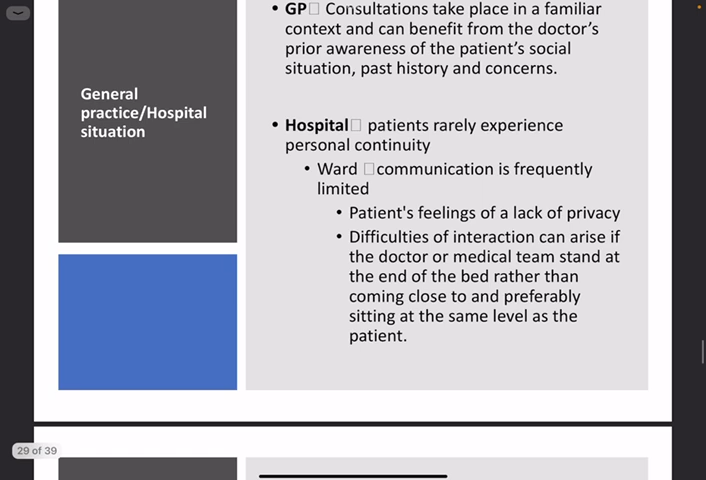 • GP□ Consultations take place in a familiar
context and can benefit from the doctor's
prior awareness of the patient's social
situation, past history and concerns.
General
practice/Hospital
situation
• Hospital□ patients rarely experience
personal continuity
• Ward □communication is frequently
limited
• Patient's feelings of a lack of privacy
• Difficulties of interaction can arise if
the doctor or medical team stand at
the end of the bed rather than
coming close to and preferably
sitting at the same level as the
patient.
29 of 39